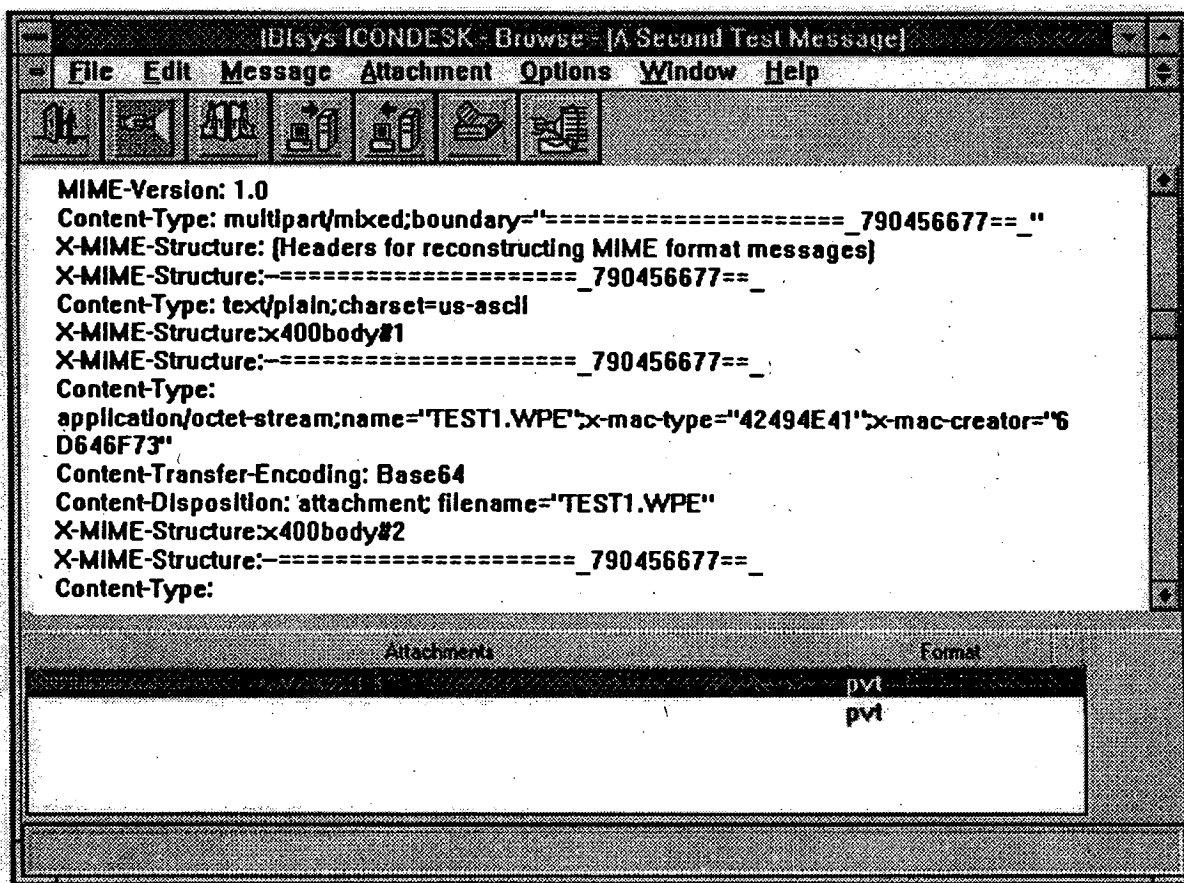 IBIsys ICONDESK - Browse - [A Second Test Message]
File Edit Message Attachment Options Window Help
MIME-Version: 1.0
Content-Type: multipart/mixed;boundary="=====================_790456677==_"
X-MIME-Structure: (Headers for reconstructing MIME format messages)
X-MIME-Structure:--=====================_790456677==_
Content-Type: text/plain;charset=us-ascii
X-MIME-Structure:x400body#1
X-MIME-Structure:--=====================_790456677==_
Content-Type:
application/octet-stream;name="TEST1.WPE";x-mac-type="42494E41";x-mac-creator="6
D646F73"
Content-Transfer-Encoding: Base64
Content-Disposition: attachment; filename="TEST1.WPE"
X-MIME-Structure:x400body#2
X-MIME-Structure:--=====================_790456677==_
Content-Type:
Attachments Format
pvt
pvt